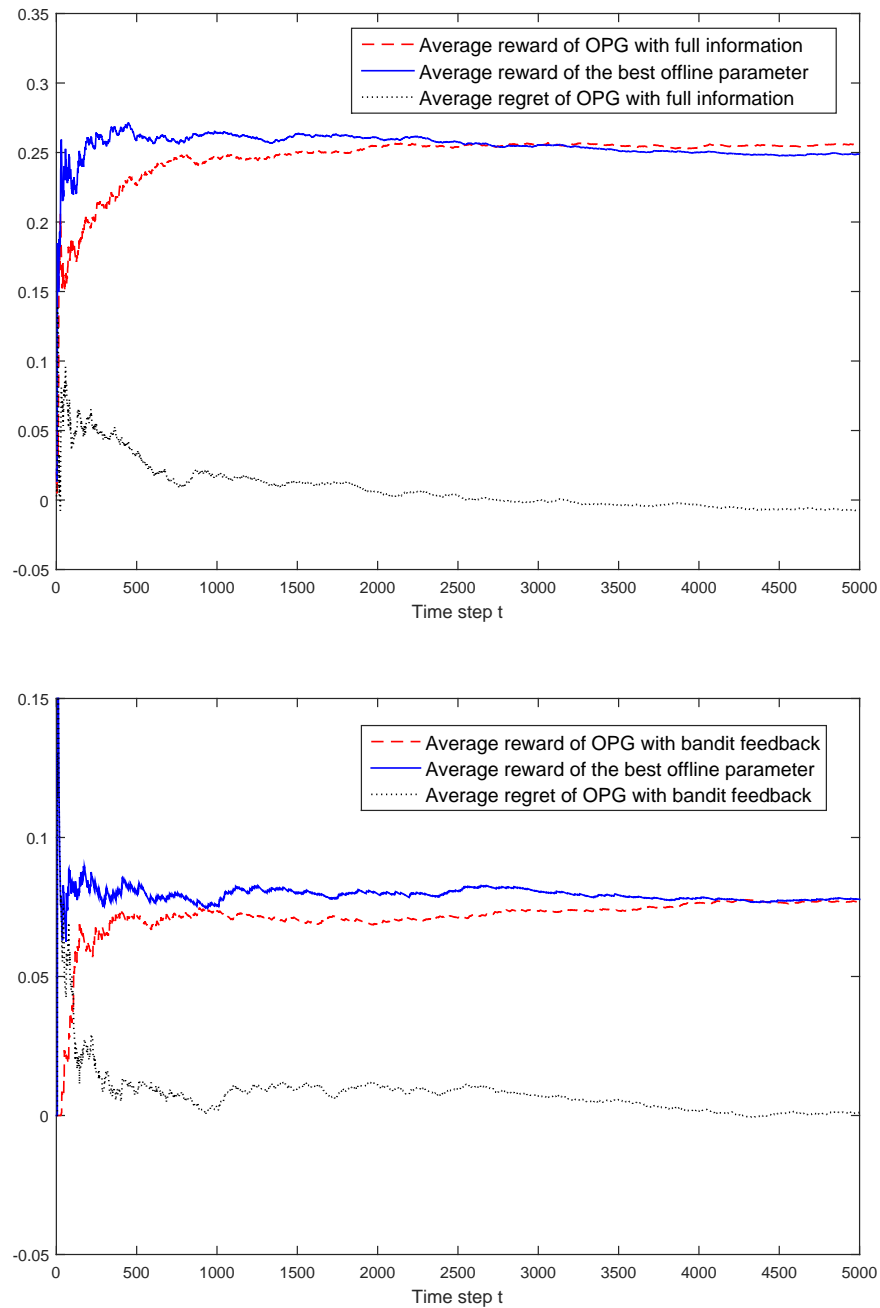 0.35
Average reward of OPG with full information
Average reward of the best offline parameter
Average regret of OPG with full information
0.3
0.25
0.2
0.15
0.1
0.05
0
-0.05
0 500 1000 1500 2000 2500 3000 3500 4000 4500 5000
Time step t
0.15
Average reward of OPG with bandit feedback
Average reward of the best offline parameter
Average regret of OPG with bandit feedback
0.1
0.05
0
-0.05
0 500 1000 1500 2000 2500 3000 3500 4000 4500 5000
Time step t